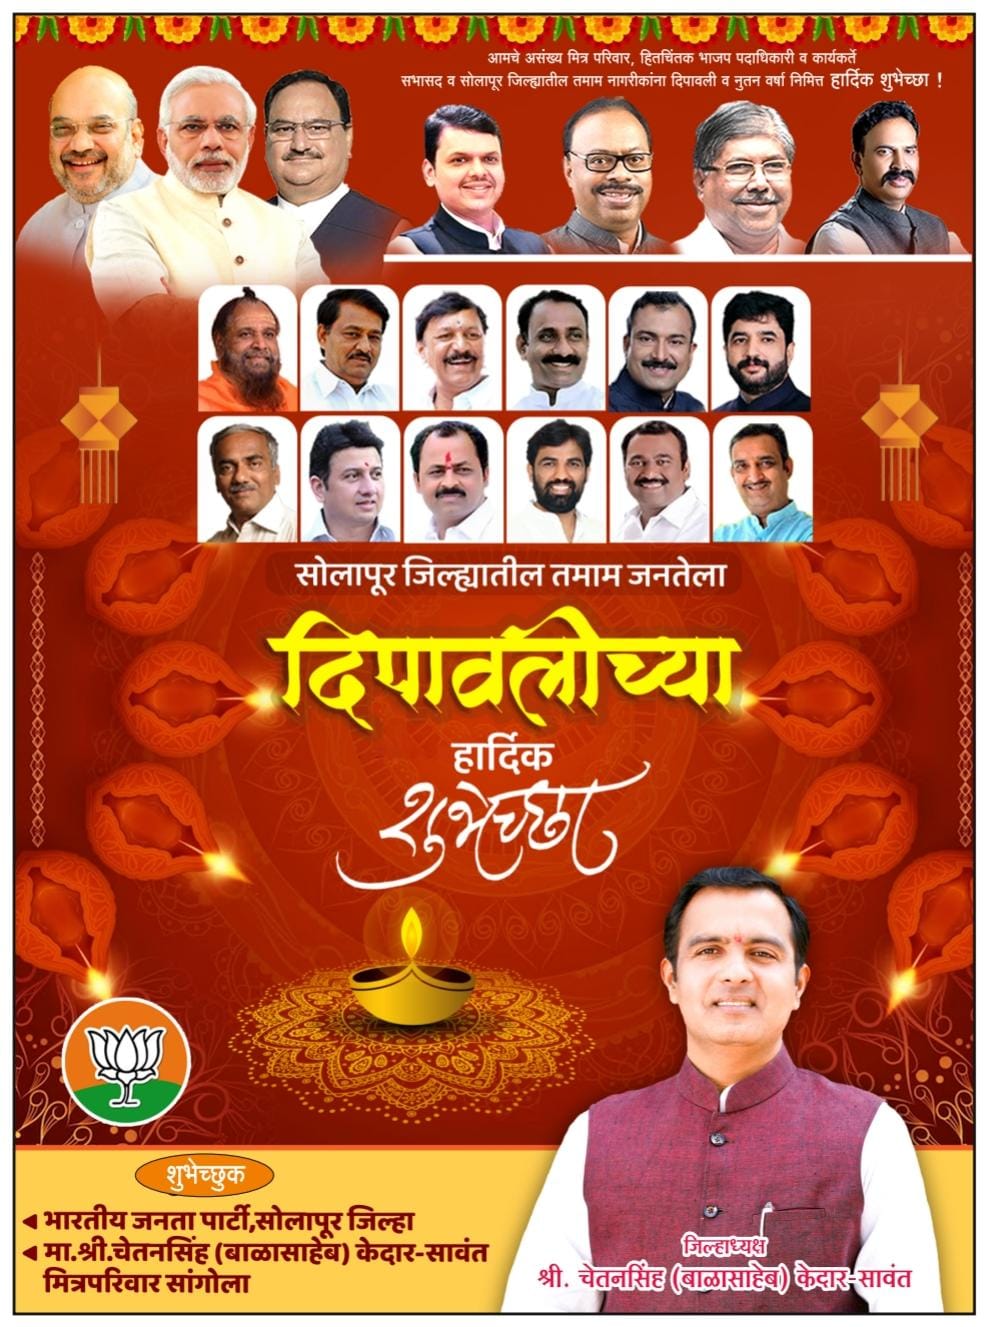 आमचे असंख्य मित्र परिवार, हितचिंतक भाजप पदाधिकारी व कार्यकर्ते
सभासद व सोलापूर जिल्ह्यातील तमाम नागरीकांना दिपावली व नुतन वर्षा निमित्त हार्दिक शुभेच्छा !
सोलापूर जिल्ह्यातील तमाम जनतेला
दिपावलीच्या
हार्दिक
शुभेच्छा
शुभेच्छुक
भारतीय जनता पार्टी,सोलापूर जिल्हा
मा.श्री.चेतनसिंह (बाळासाहेब) केदार-सावंत
मित्रपरिवार सांगोला
जिल्हाध्यक्ष
श्री. चेतनसिंह (बाळासाहेब) केदार-सावंत